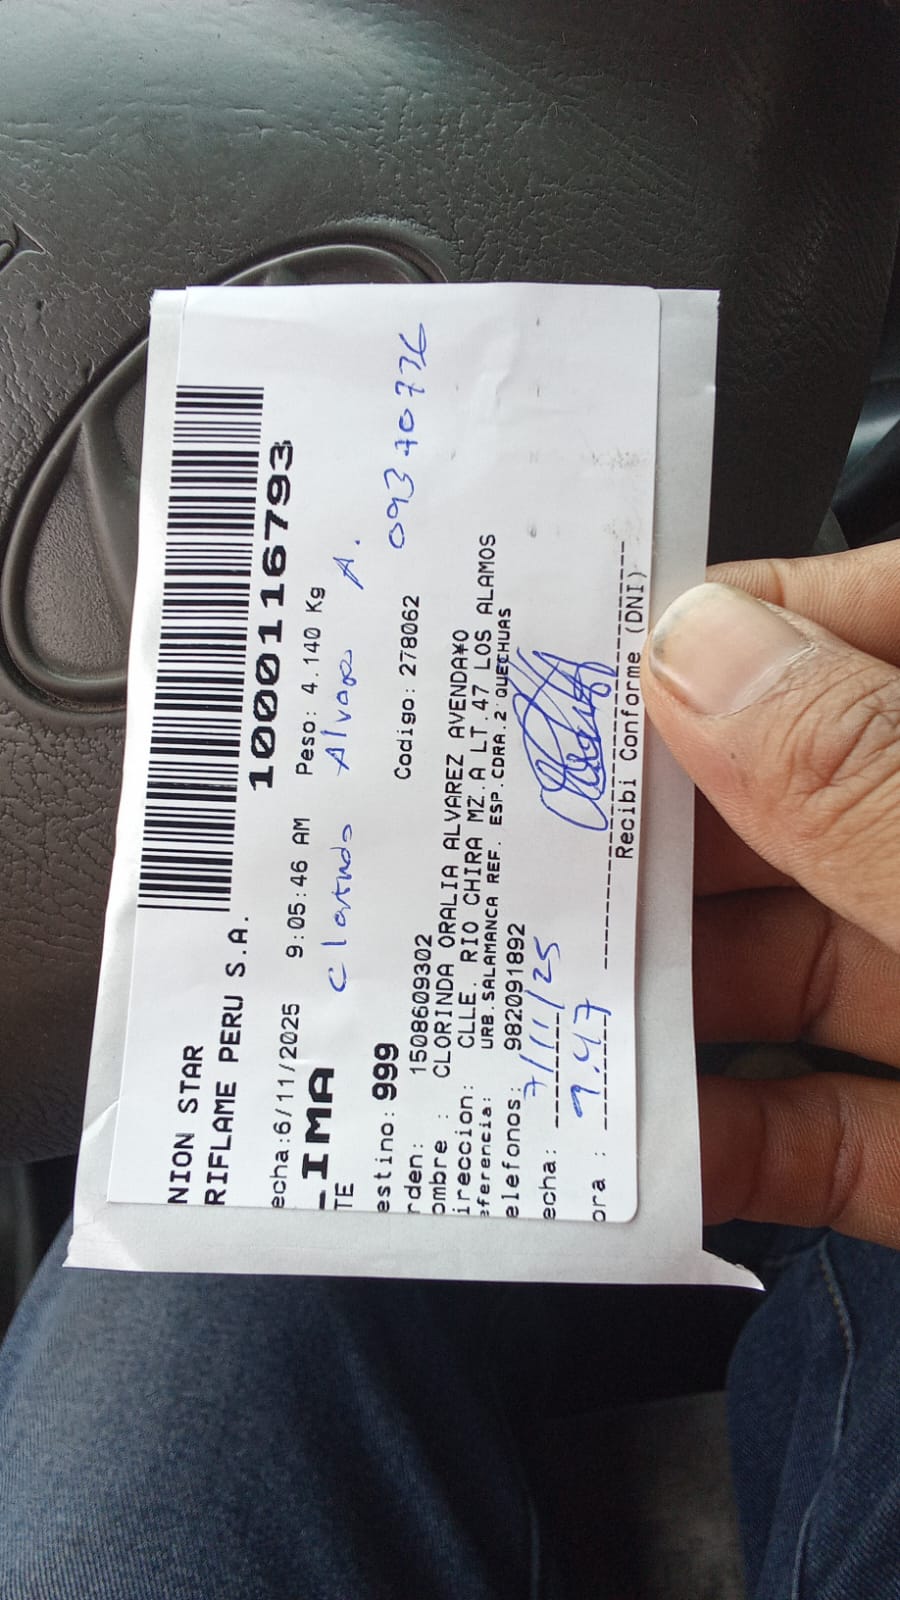 NION STAR
RIFLAME PERU S.A.
100116793
echa:6/11/2025 9:05:46 AM Peso: 4.140 Kg
-IMA
TE
Clorinda Alvarez A.
estino: 999 Codigo: 278062
09370776
rden: 1508609302
ombre : CLORINDA ORALIA ALVAREZ AVENDA¥O
ireccion: CLLE. RIO CHIRA MZ.A LT.47 LOS ALAMOS
eferencia: URB.SALAMANCA REF. ESP.CDRA.2 QUECHUAS
elefonos: 982091892
echa: 7/11/25
ora : 9.47
Recibi Conforme (DNI)